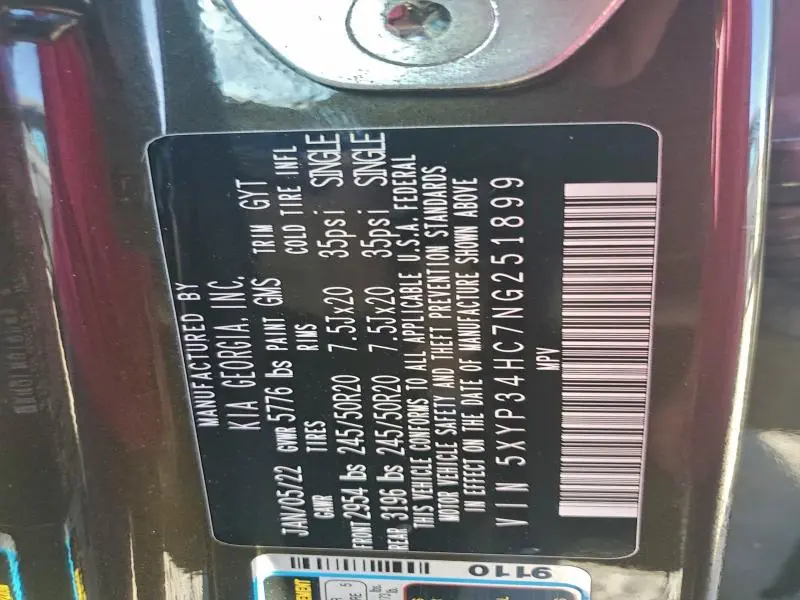 MANUFACTURED BY
KIA GEORGIA, INC.
JAN/05/22 GVWR 5776 lbs PAINT GMS TRIM GYT
GAWR TIRES RIMS COLD TIRE INFL
FRONT 2954 lbs 245/50R20 7.5Jx20 35psi SINGLE
REAR 3196 lbs 245/50R20 7.5Jx20 35psi SINGLE
THIS VEHICLE CONFORMS TO ALL APPLICABLE U.S.A. FEDERAL
MOTOR VEHICLE SAFETY AND THEFT PREVENTION STANDARDS
IN EFFECT ON THE DATE OF MANUFACTURE SHOWN ABOVE
VIN 5XYP34HC7NG251899
MPV
9110